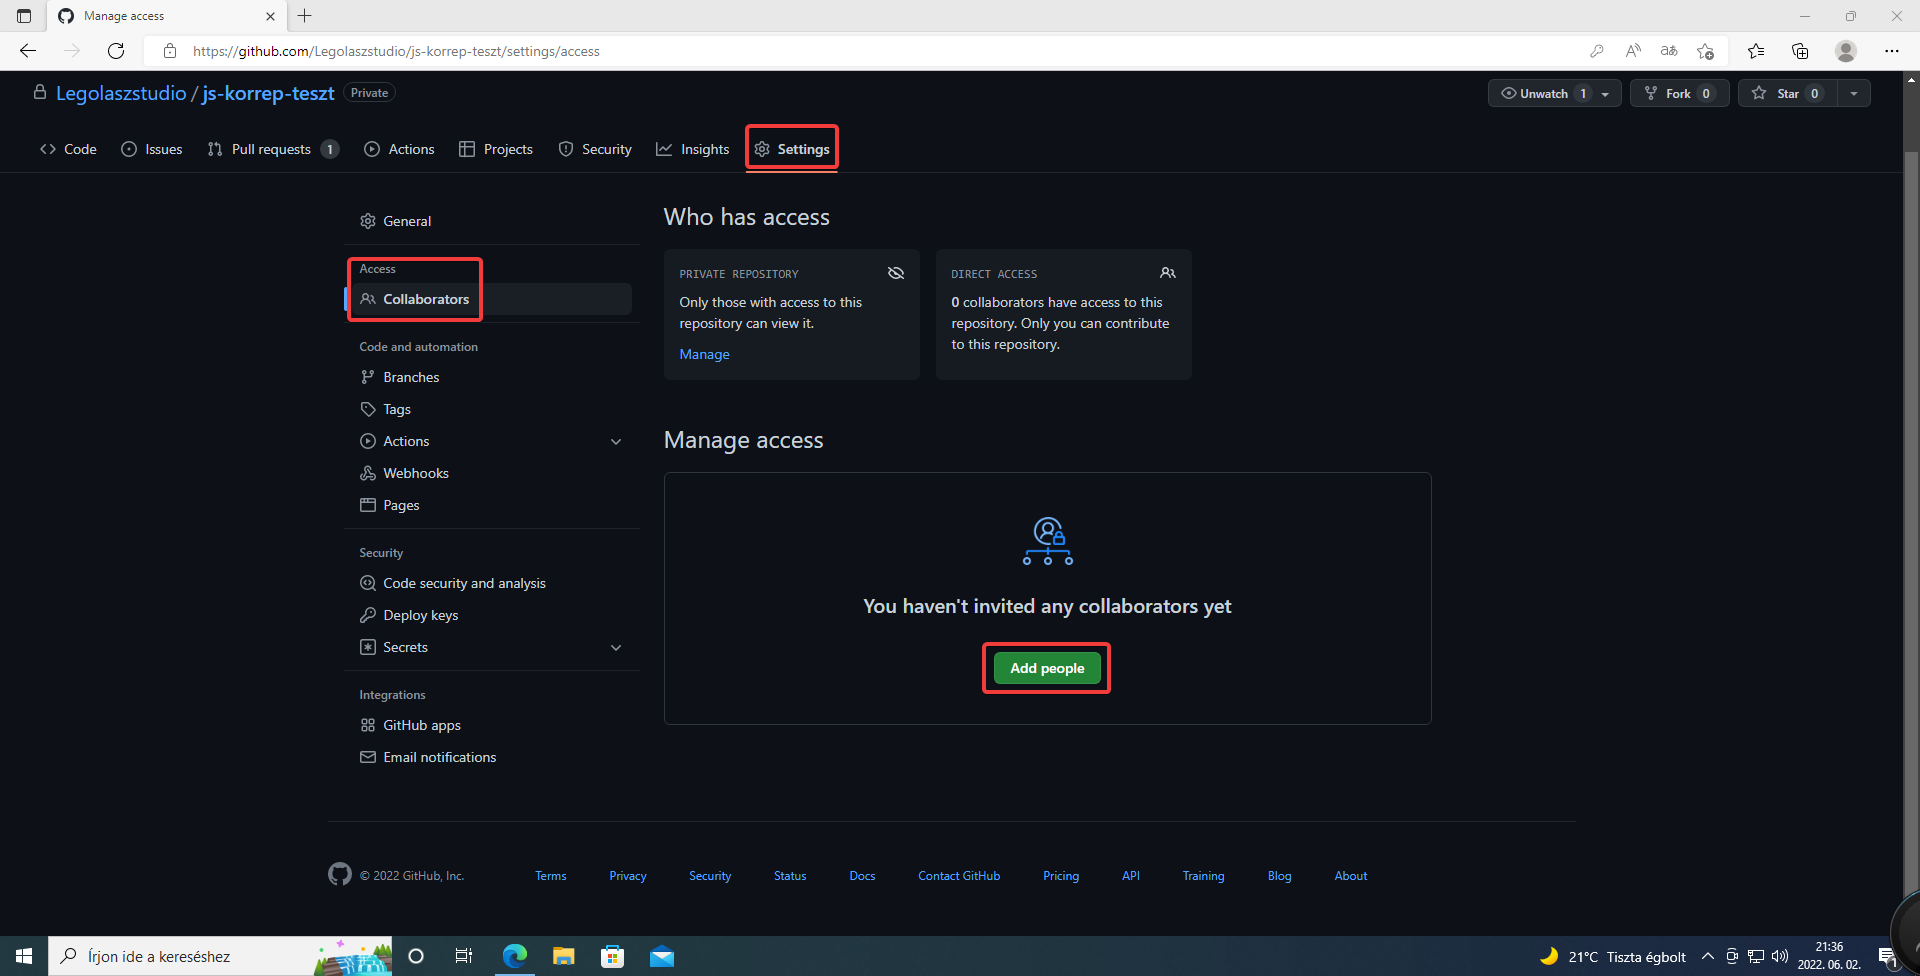 Manage access
https://github.com/Legolaszstudio/js-korrep-teszt/settings/access
Legolaszstudio / js-korrep-teszt Private
Unwatch 1 Fork 0 Star 0
Code Issues Pull requests 1 Actions Projects Security Insights Settings
General
Access
Collaborators
Code and automation
Branches
Tags
Actions
Webhooks
Pages
Security
Code security and analysis
Deploy keys
Secrets
Integrations
GitHub apps
Email notifications
Who has access
PRIVATE REPOSITORY
Only those with access to this
repository can view it.
Manage
DIRECT ACCESS
0 collaborators have access to this
repository. Only you can contribute
to this repository.
Manage access
You haven't invited any collaborators yet
Add people
© 2022 GitHub, Inc. Terms Privacy Security Status Docs Contact GitHub Pricing API Training Blog About
Írjon ide a kereséshez
21°C Tiszta égbolt
21:36
2022. 06. 02.
1